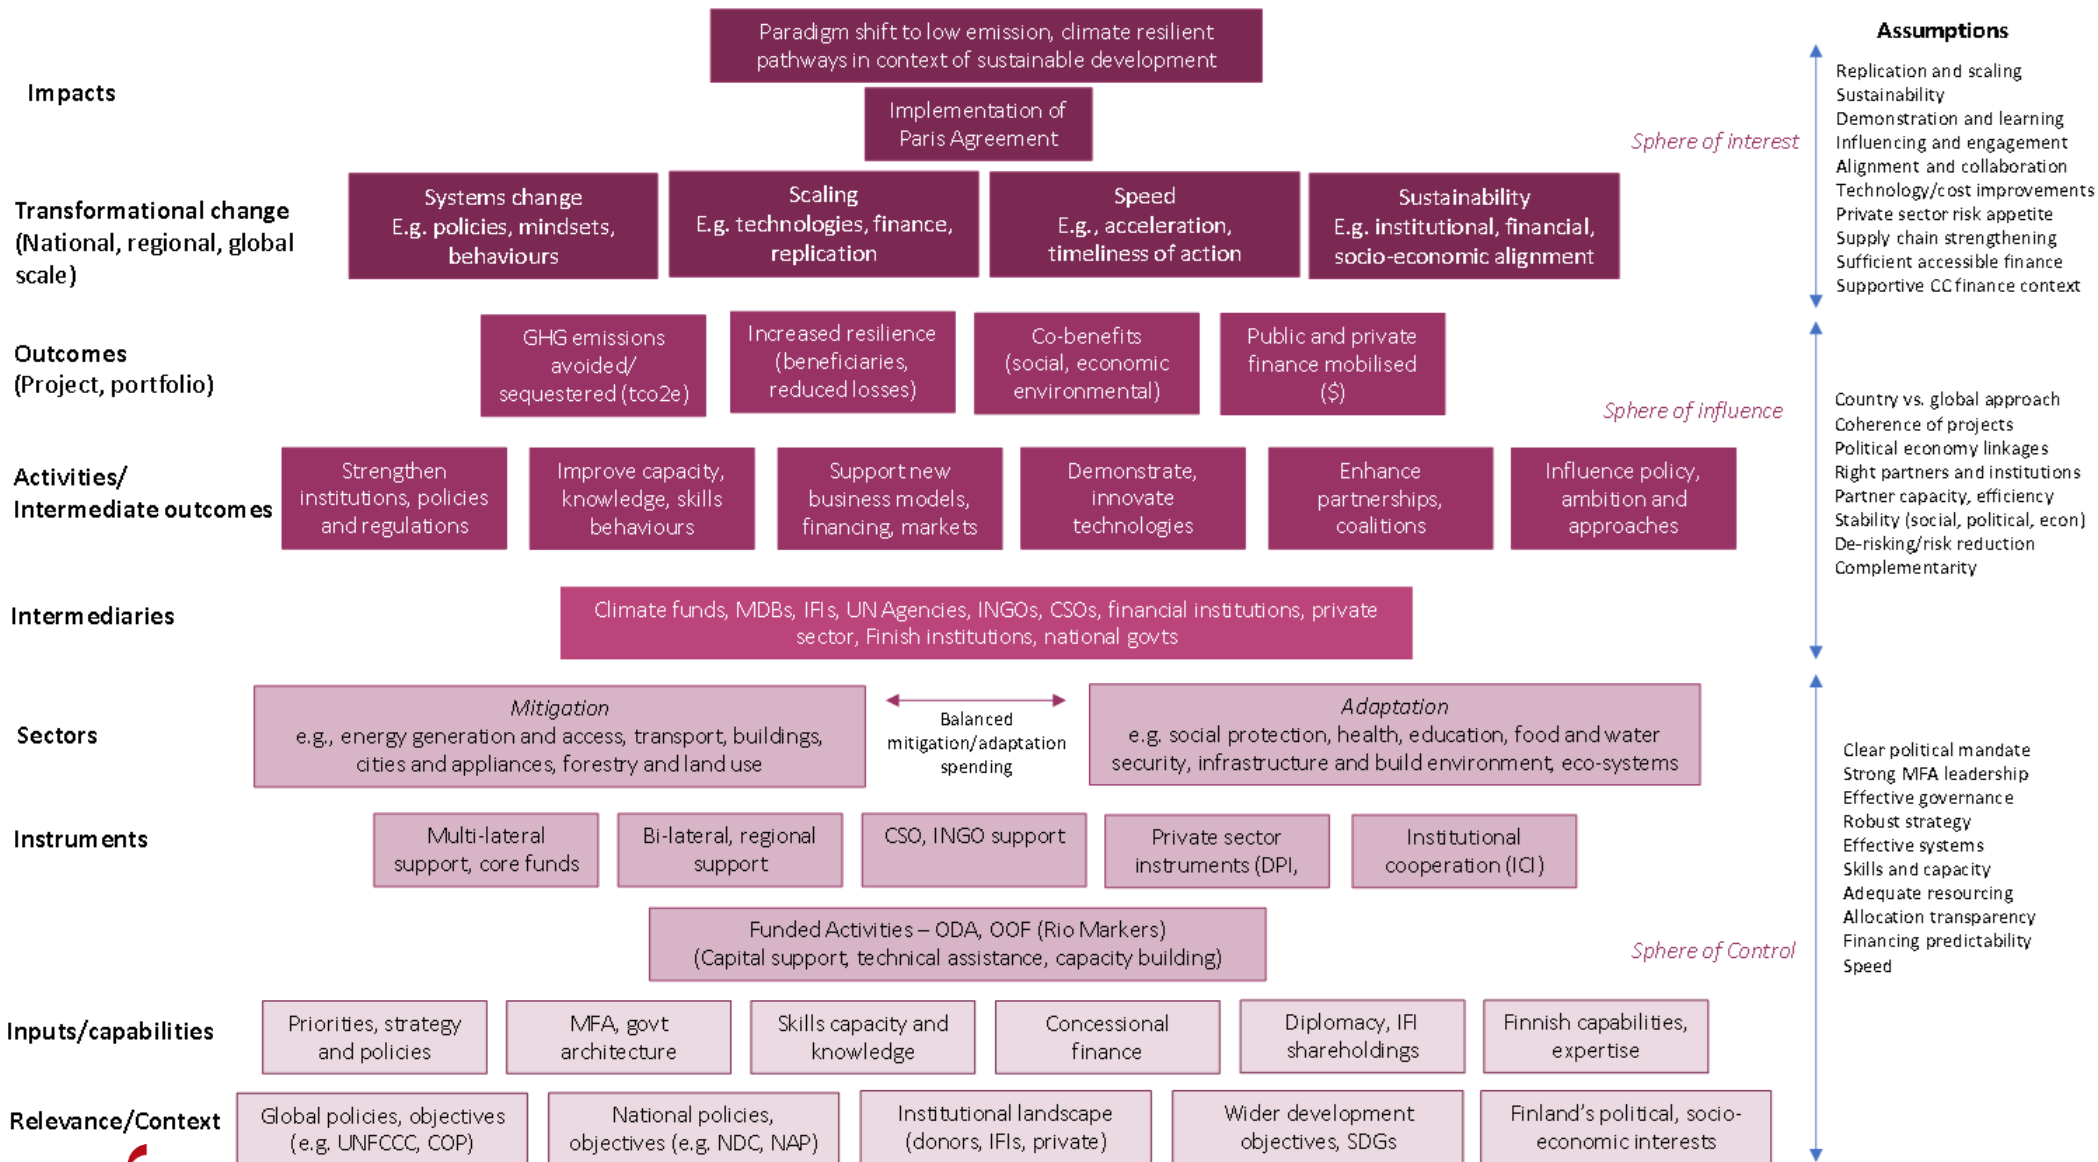 Paradigm shift to low emission, climate resilient
pathways in context of sustainable development
Impacts
Implementation of
Paris Agreement
Transformational change
(National, regional, global
scale)
Systems change
E.g. policies, mindsets,
behaviours
Scaling
E.g. technologies, finance,
replication
Speed
E.g., acceleration,
timeliness of action
Sustainability
E.g. institutional, financial,
socio-economic alignment
Sphere of interest
Assumptions
Replication and scaling
Sustainability
Demonstration and learning
Influencing and engagement
Alignment and collaboration
Technology/cost improvements
Private sector risk appetite
Supply chain strengthening
Sufficient accessible finance
Supportive CC finance context
Outcomes
(Project, portfolio)
GHG emissions
avoided/
sequestered (tco2e)
Increased resilience
(beneficiaries,
reduced losses)
Co-benefits
(social, economic
environmental)
Public and private
finance mobilised
($)
Sphere of influence
Activities/
Intermediate outcomes
Strengthen
institutions, policies
and regulations
Improve capacity,
knowledge, skills
behaviours
Support new
business models,
financing, markets
Demonstrate,
innovate
technologies
Enhance
partnerships,
coalitions
Influence policy,
ambition and
approaches
Country vs. global approach
Coherence of projects
Political economy linkages
Right partners and institutions
Partner capacity, efficiency
Stability (social, political, econ)
De-risking/risk reduction
Complementarity
Intermediaries
Climate funds, MDBs, IFIs, UN Agencies, INGOs, CSOs, financial institutions, private
sector, Finish institutions, national govts
Sectors
Mitigation
e.g., energy generation and access, transport, buildings,
cities and appliances, forestry and land use
Balanced
mitigation/adaptation
spending
Adaptation
e.g. social protection, health, education, food and water
security, infrastructure and build environment, eco-systems
Instruments
Multi-lateral
support, core funds
Bi-lateral, regional
support
CSO, INGO support
Private sector
instruments (DPI,
Institutional
cooperation (ICI)
Funded Activities – ODA, OOF (Rio Markers)
(Capital support, technical assistance, capacity building)
Sphere of Control
Clear political mandate
Strong MFA leadership
Effective governance
Robust strategy
Effective systems
Skills and capacity
Adequate resourcing
Allocation transparency
Financing predictability
Speed
Inputs/capabilities
Priorities, strategy
and policies
MFA, govt
architecture
Skills capacity and
knowledge
Concessional
finance
Diplomacy, IFI
shareholdings
Finnish capabilities,
expertise
Relevance/Context
Global policies, objectives
(e.g. UNFCCC, COP)
National policies,
objectives (e.g. NDC, NAP)
Institutional landscape
(donors, IFIs, private)
Wider development
objectives, SDGs
Finland's political, socio-
economic interests